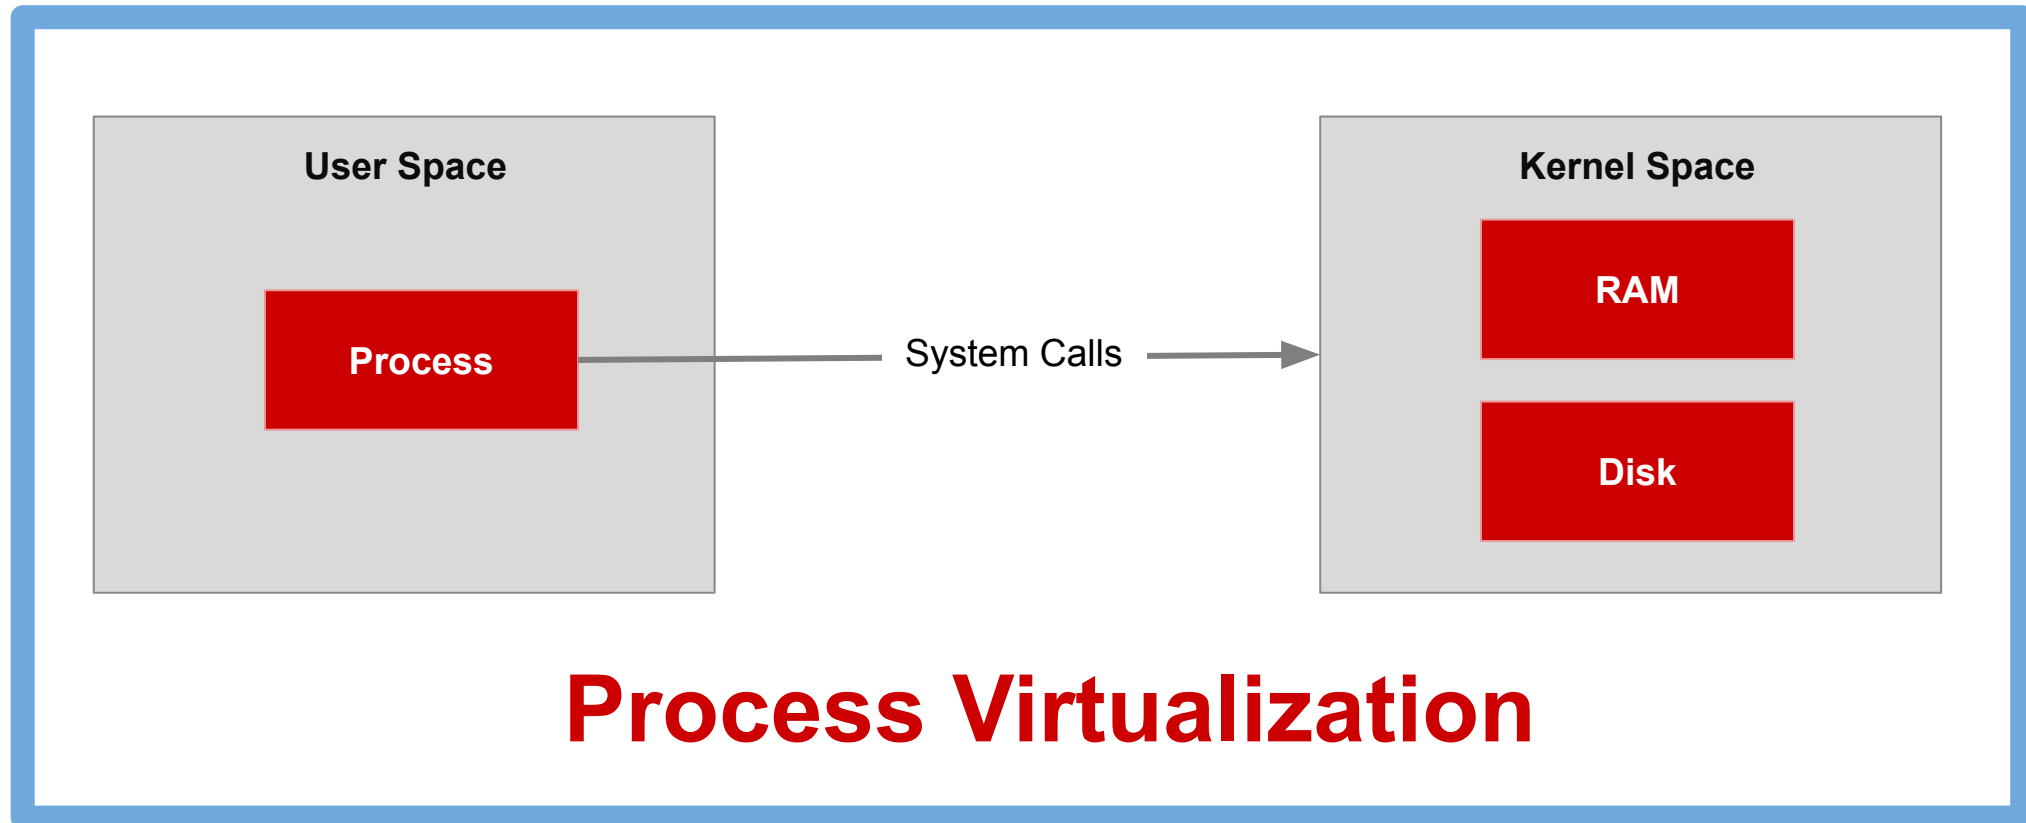 User Space
Process
System Calls
Kernel Space
RAM
Disk
Process Virtualization